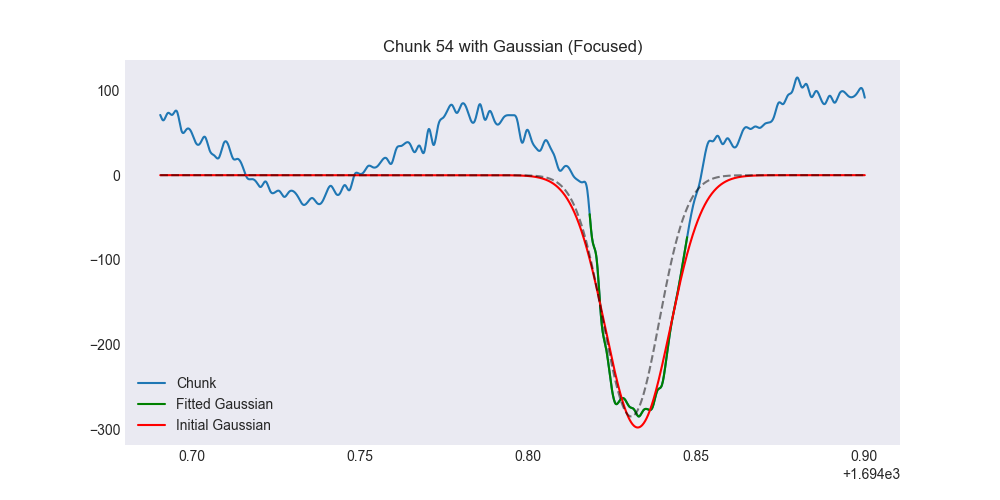 Chunk 54 with Gaussian (Focused)
100
0
−100
−200
−300
Chunk
Fitted Gaussian
Initial Gaussian
0.70 0.75 0.80 0.85 0.90
+1.694e3